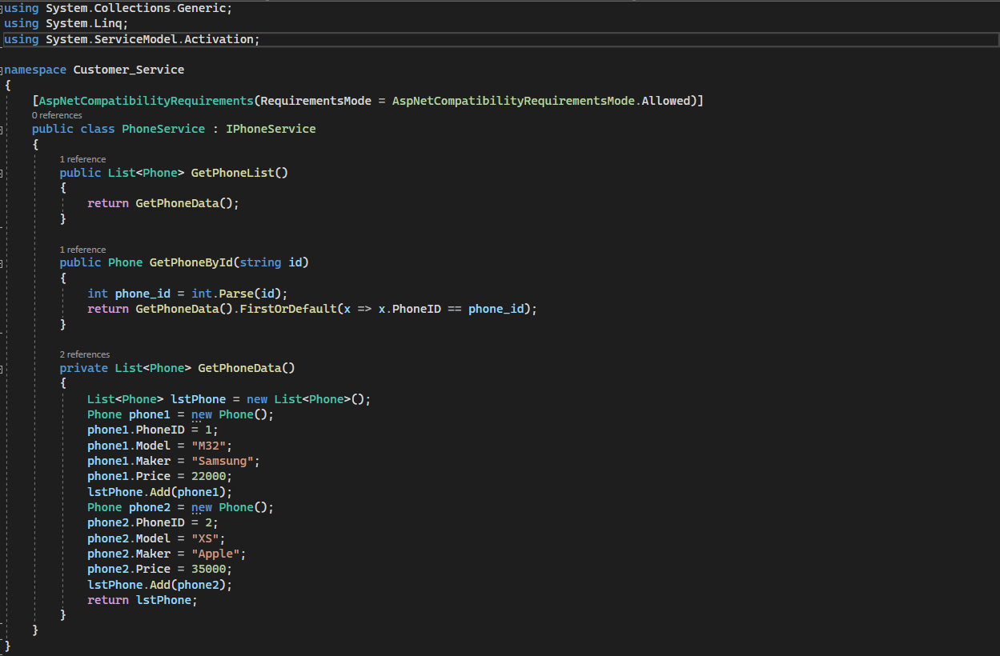 using System.Collections.Generic;
using System.Linq;
using System.ServiceModel.Activation;
namespace Customer_Service
{
[AspNetCompatibilityRequirements(RequirementsMode = AspNetCompatibilityRequirementsMode.Allowed)]
0 references
public class PhoneService : IPhoneService
{
1 reference
public List<Phone> GetPhoneList()
{
return GetPhoneData();
}
1 reference
public Phone GetPhoneById(string id)
{
int phone_id = int.Parse(id);
return GetPhoneData().FirstOrDefault(x => x.PhoneID == phone_id);
}
2 references
private List<Phone> GetPhoneData()
{
List<Phone> lstPhone = new List<Phone>();
Phone phone1 = new Phone();
phone1.PhoneID = 1;
phone1.Model = "M32";
phone1.Maker = "Samsung";
phone1.Price = 22000;
lstPhone.Add(phone1);
Phone phone2 = new Phone();
phone2.PhoneID = 2;
phone2.Model = "XS";
phone2.Maker = "Apple";
phone2.Price = 35000;
lstPhone.Add(phone2);
return lstPhone;
}
}
}